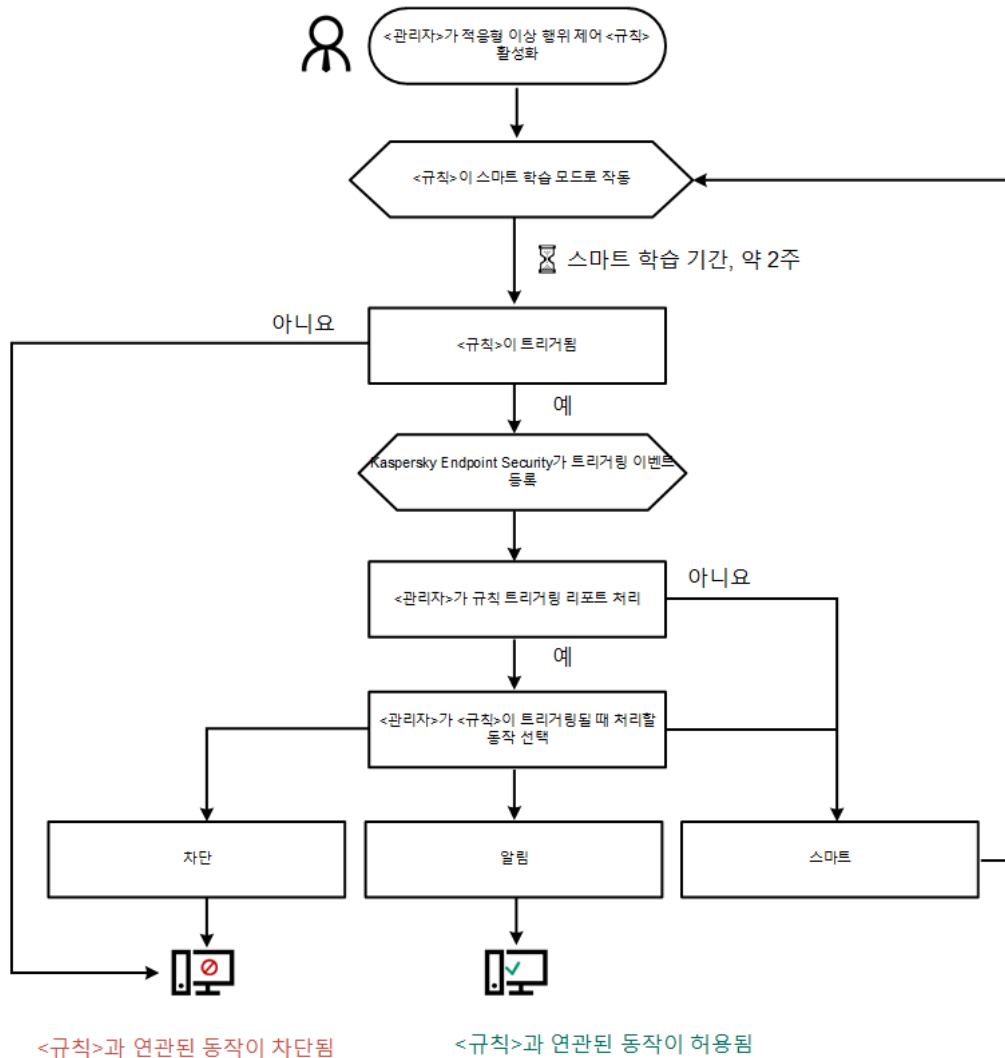 <관리자>가 적응형 이상 행위 제어 <규칙>
활성화
<규칙>이 스마트 학습 모드로 작동
스마트 학습 기간, 약 2주
아니요
<규칙>이 트리거됨
예
Kaspersky Endpoint Security가 트리거링 이벤트
등록
아니요
<관리자>가 규칙 트리거링 리포트 처리
예
<관리자>가 <규칙>이 트리거링될 때 처리할
동작 선택
차단
알림
스마트
<규칙>과 연관된 동작이 차단됨
<규칙>과 연관된 동작이 허용됨